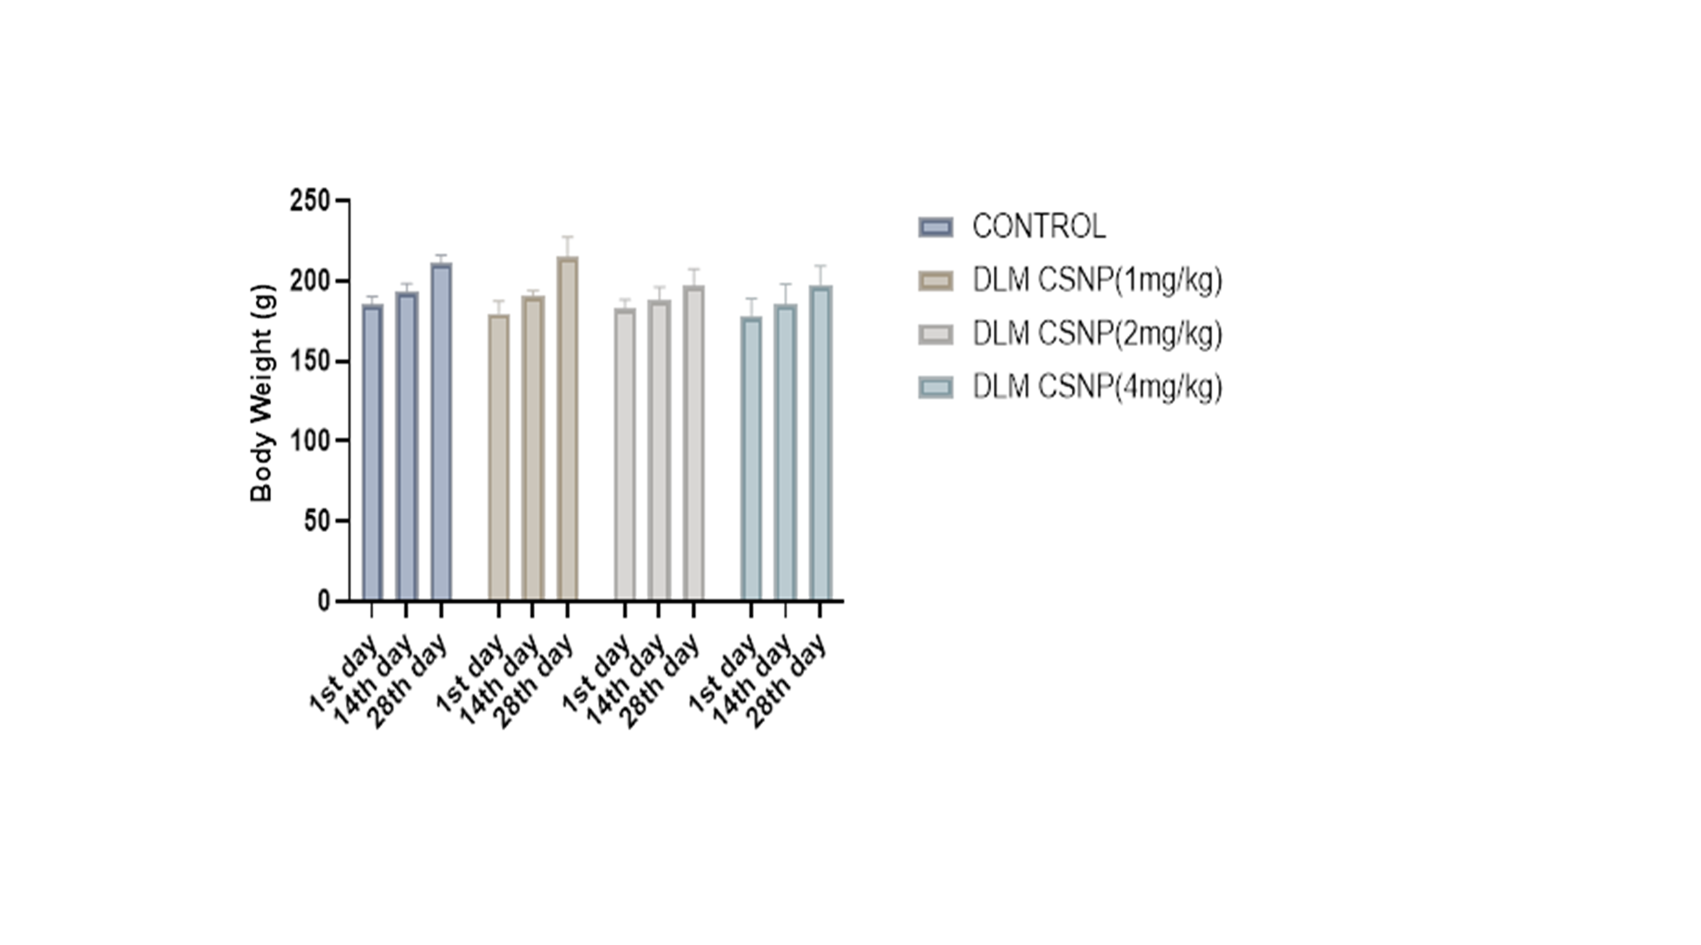 250
200
150
100
50
0
Body Weight (g)
1st day
14th day
28th day
1st day
14th day
28th day
1st day
14th day
28th day
1st day
14th day
28th day
CONTROL
DLM CSNP(1mg/kg)
DLM CSNP(2mg/kg)
DLM CSNP(4mg/kg)